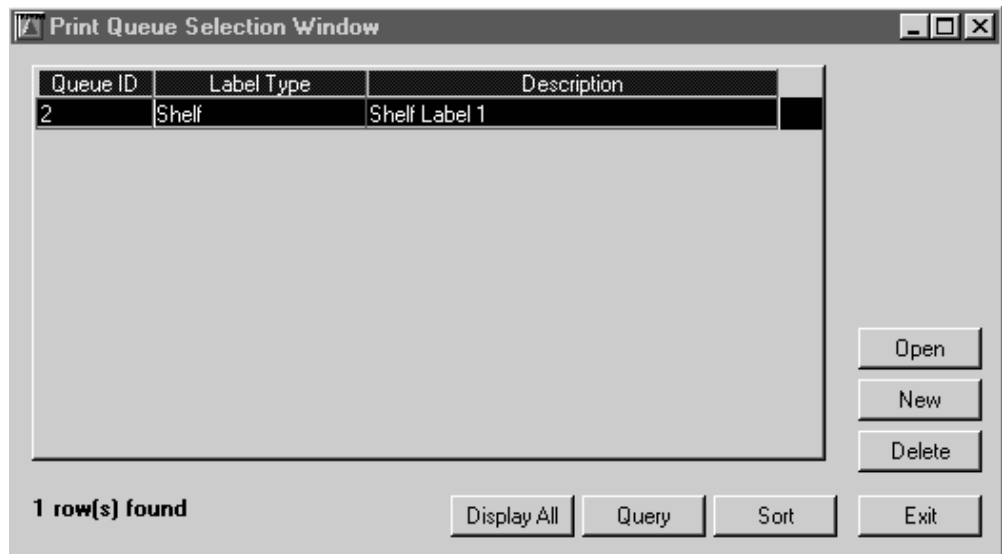 Print Queue Selection Window
Queue ID Label Type Description
2 Shelf Shelf Label 1
Open
New
Delete
1 row(s) found Display All Query Sort Exit